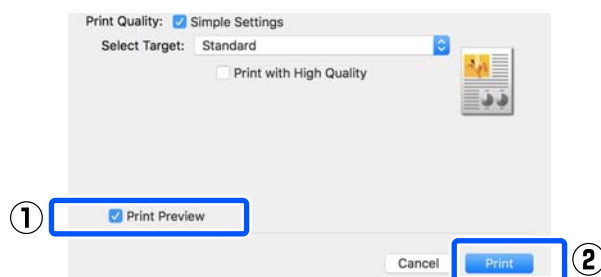 Print Quality: Simple Settings
Select Target: Standard
Print with High Quality
① Print Preview
Cancel Print ②